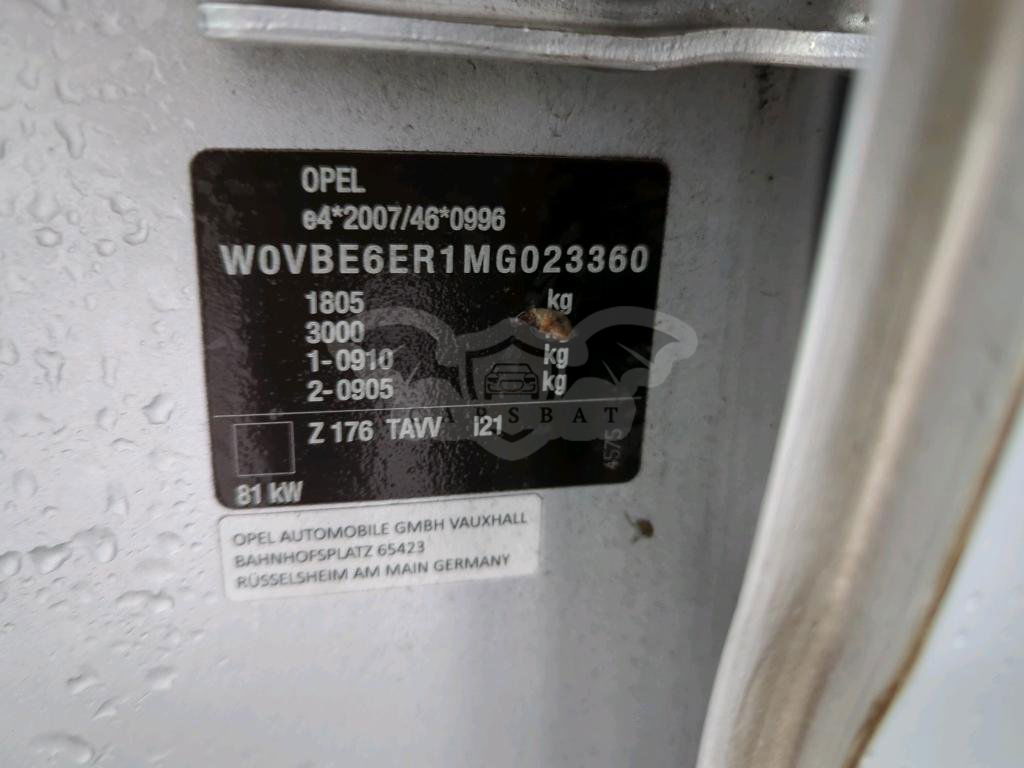 OPEL
e4*2007/46*0996
W0VBE6ER1MG023360
1805 kg
3000
1-0910 kg
2-0905 kg
CARSBAT
Z 176 TAVV i21
4575
81 kW
OPEL AUTOMOBILE GMBH VAUXHALL
BAHNHOFSPLATZ 65423
RÜSSELSHEIM AM MAIN GERMANY